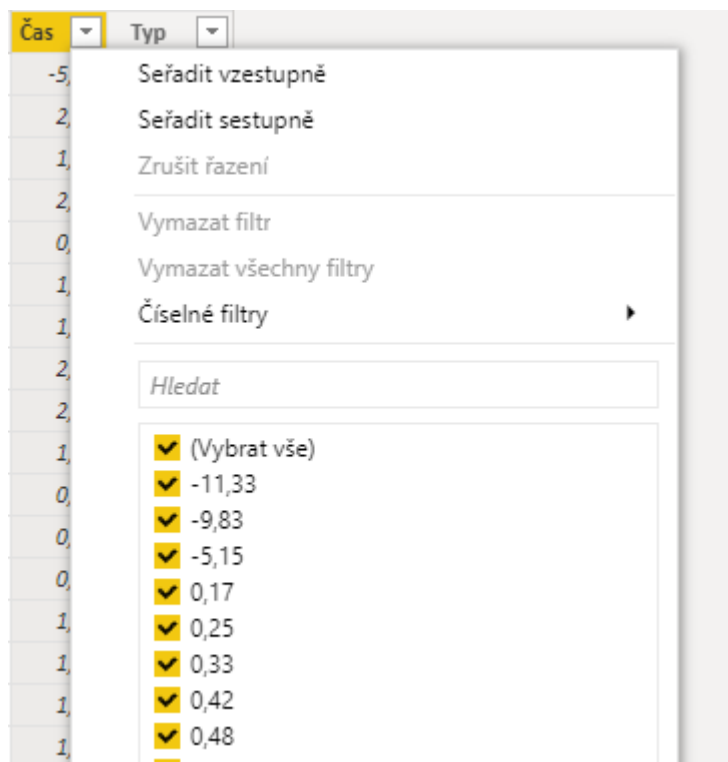 Čas Typ
-5,
Seřadit vzestupně
2,
Seřadit sestupně
1,
Zrušit řazení
2,
Vymazat filtr
0,
Vymazat všechny filtry
1,
Číselné filtry
1,
2,
Hledat
2,
1,
(Vybrat vše)
0,
-11,33
0,
-9,83
-5,15
0,
0,17
1,
0,25
1,
0,33
1,
0,42
1,
0,48